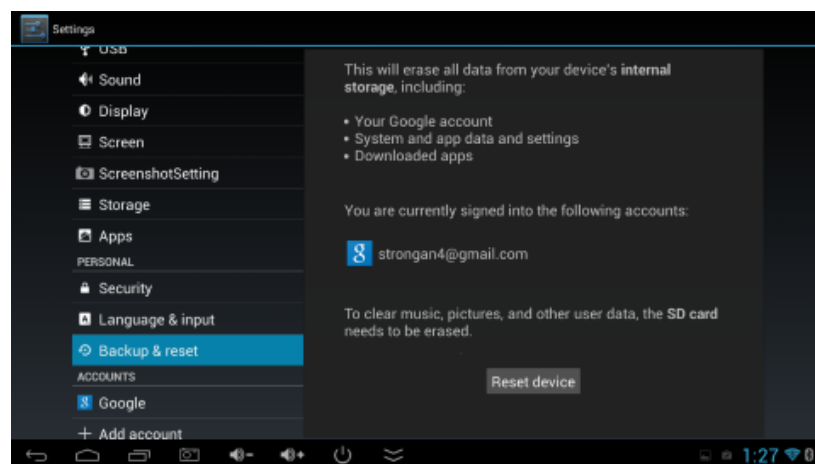 Settings
USB
Sound
Display
Screen
ScreenshotSetting
Storage
Apps
PERSONAL
Security
Language & input
Backup & reset
ACCOUNTS
Google
Add account
This will erase all data from your device's internal
storage, including:
• Your Google account
• System and app data and settings
• Downloaded apps
You are currently signed into the following accounts:
strongan4@gmail.com
To clear music, pictures, and other user data, the SD card
needs to be erased.
Reset device
1:27